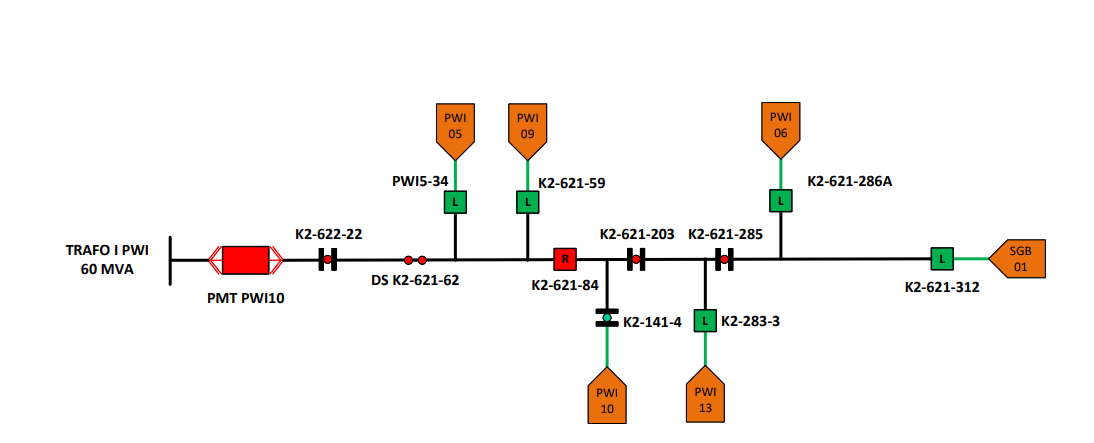 PWI
05
PWI
09
PWI
06
PWI5-34
K2-621-59
K2-621-286A
L
L
L
K2-622-22
K2-621-203
K2-621-285
TRAFO I PWI
60 MVA
R
L
SGB
01
PMT PWI10
DS K2-621-62
K2-621-84
K2-621-312
K2-141-4
L
K2-283-3
PWI
10
PWI
13